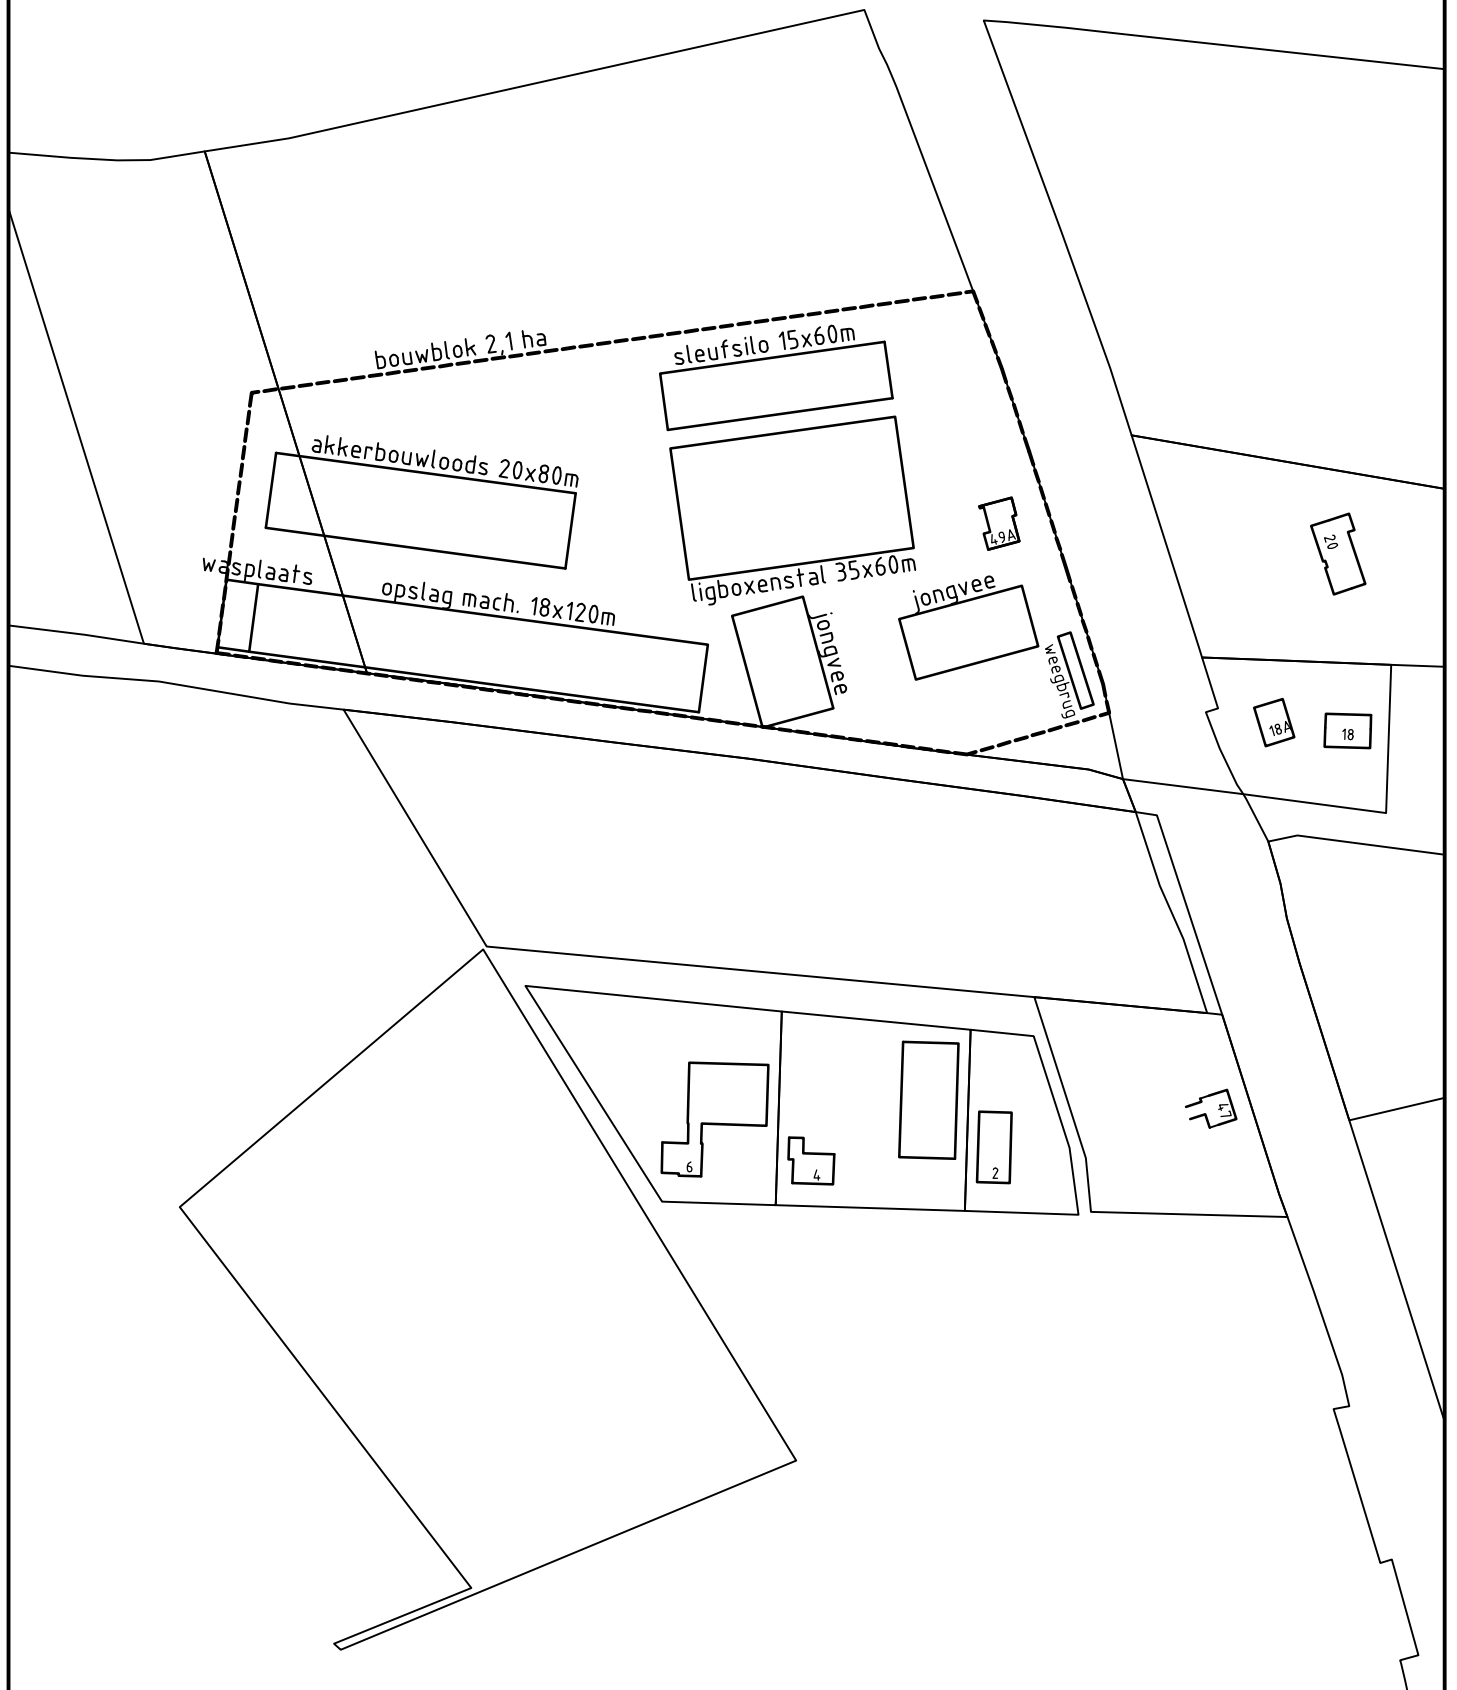 bouwblok 2,1 ha
sleufsilo 15x60m
akkerbouwloods 20x80m
49A
20
wasplaats
opslag mach. 18x120m
ligboxenstal 35x60m
jongvee
jongvee
weegbrug
18A
18
47
6
4
2